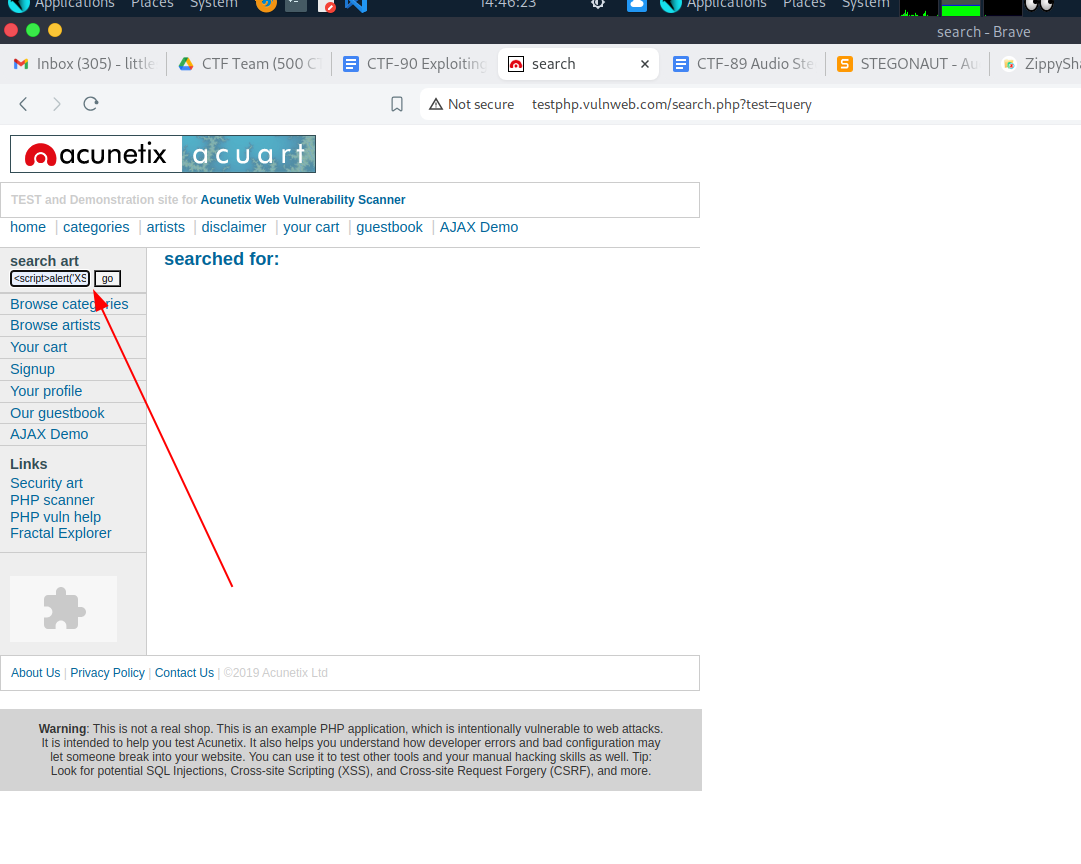 Applications Places System 14:46:23 Applications Places System
search - Brave
Inbox (305) - little CTF Team (500 CT CTF-90 Exploiting search × CTF-89 Audio Ste STEGONAUT - Au ZippySha
Not secure testphp.vulnweb.com/search.php?test=query
acunetix acuart
TEST and Demonstration site for Acunetix Web Vulnerability Scanner
home | categories | artists | disclaimer | your cart | guestbook | AJAX Demo
search art
<script>alert('XS go
searched for:
Browse categories
Browse artists
Your cart
Signup
Your profile
Our guestbook
AJAX Demo
Links
Security art
PHP scanner
PHP vuln help
Fractal Explorer
About Us | Privacy Policy | Contact Us | ©2019 Acunetix Ltd
Warning: This is not a real shop. This is an example PHP application, which is intentionally vulnerable to web attacks.
It is intended to help you test Acunetix. It also helps you understand how developer errors and bad configuration may
let someone break into your website. You can use it to test other tools and your manual hacking skills as well. Tip:
Look for potential SQL Injections, Cross-site Scripting (XSS), and Cross-site Request Forgery (CSRF), and more.